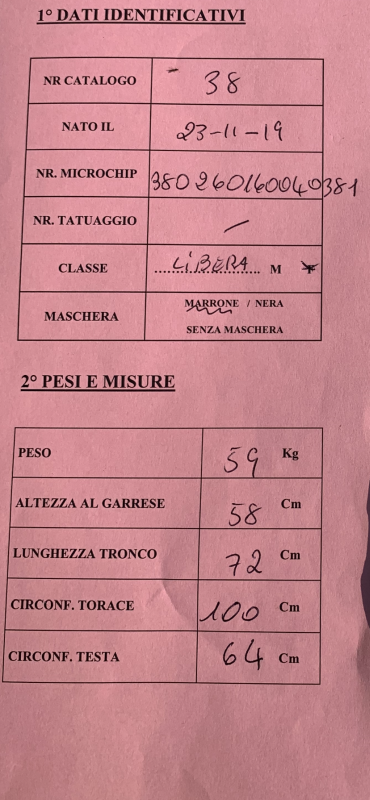 1° DATI IDENTIFICATIVI
NR CATALOGO 38
NATO IL 23-11-19
NR. MICROCHIP 380260160040381
NR. TATUAGGIO —
CLASSE LIBERA M F
MASCHERA MARRONE / NERA
SENZA MASCHERA
2° PESI E MISURE
PESO 59 Kg
ALTEZZA AL GARRESE 58 Cm
LUNGHEZZA TRONCO 72 Cm
CIRCONF. TORACE 100 Cm
CIRCONF. TESTA 64 Cm